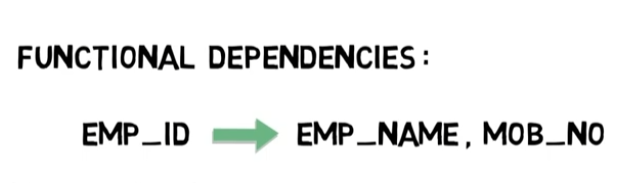 FUNCTIONAL DEPENDENCIES:
EMP_ID → EMP_NAME, MOB_NO